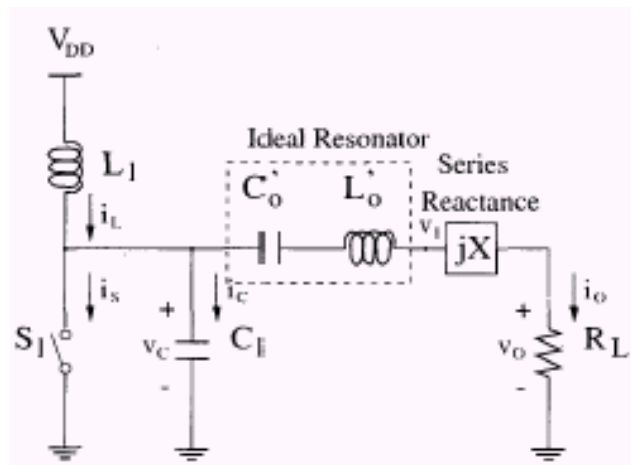 V_DD
Ideal Resonator
Series
Reactance
L_1
C'_o
L'_o
v_1
jX
i_L
i_S
i_C
i_O
S_1
+
v_C
-
C_1
+
v_O
-
R_L